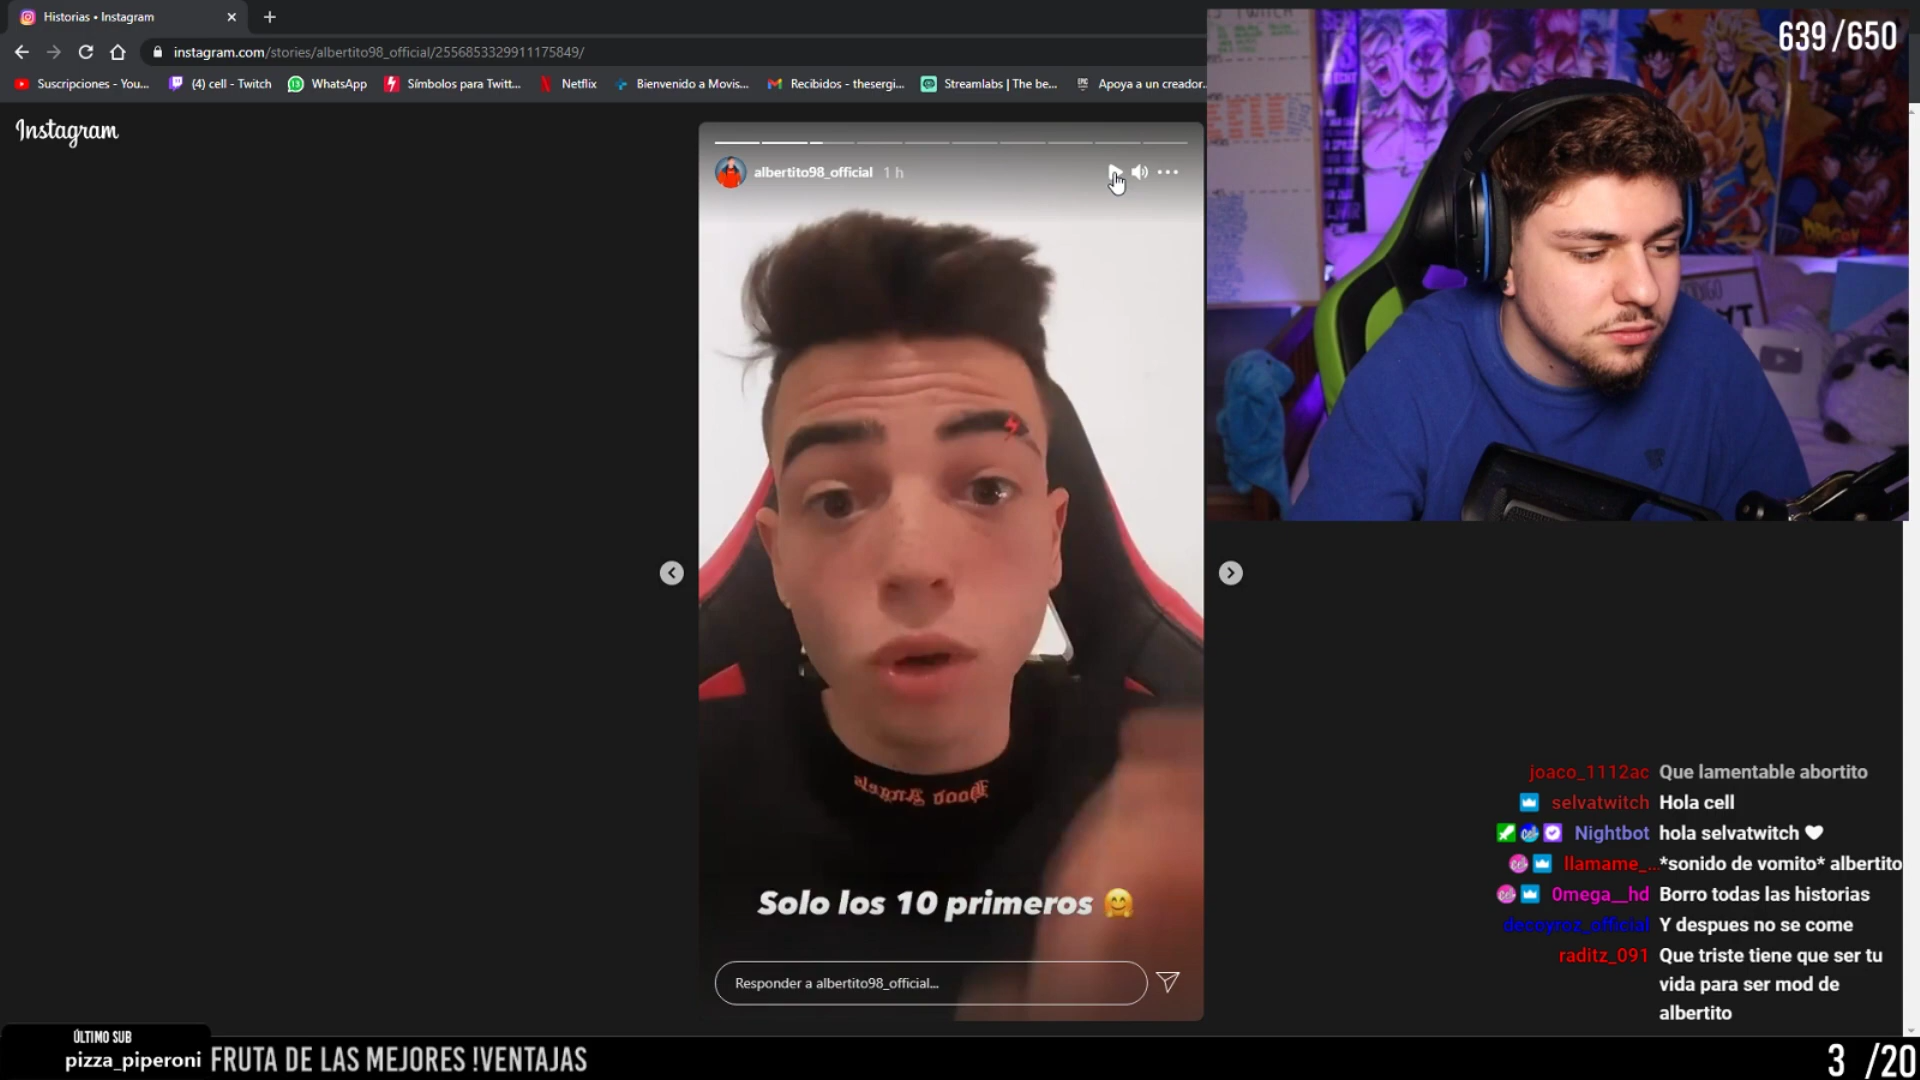 Historias • Instagram
instagram.com/stories/albertito98_official/2556853329911175849/
Suscripciones - You...
(4) cell - Twitch
WhatsApp
Símbolos para Twitt...
Netflix
Bienvenido a Movis...
Recibidos - thesergi...
Streamlabs | The be...
Apoya a un creador...
639/650
Instagram
albertito98_official 1 h
Blood Angels
Solo los 10 primeros 🤗
Responder a albertito98_official...
joaco_1112ac Que lamentable abortito
selvatwitch Hola cell
Nightbot hola selvatwitch ♥
llamame_... *sonido de vomito* albertito
0mega__hd Borro todas las historias
decoyroz_official Y despues no se come
raditz_091 Que triste tiene que ser tu
vida para ser mod de
albertito
ÚLTIMO SUB
pizza_piperoni
FRUTA DE LAS MEJORES !VENTAJAS
3 /20